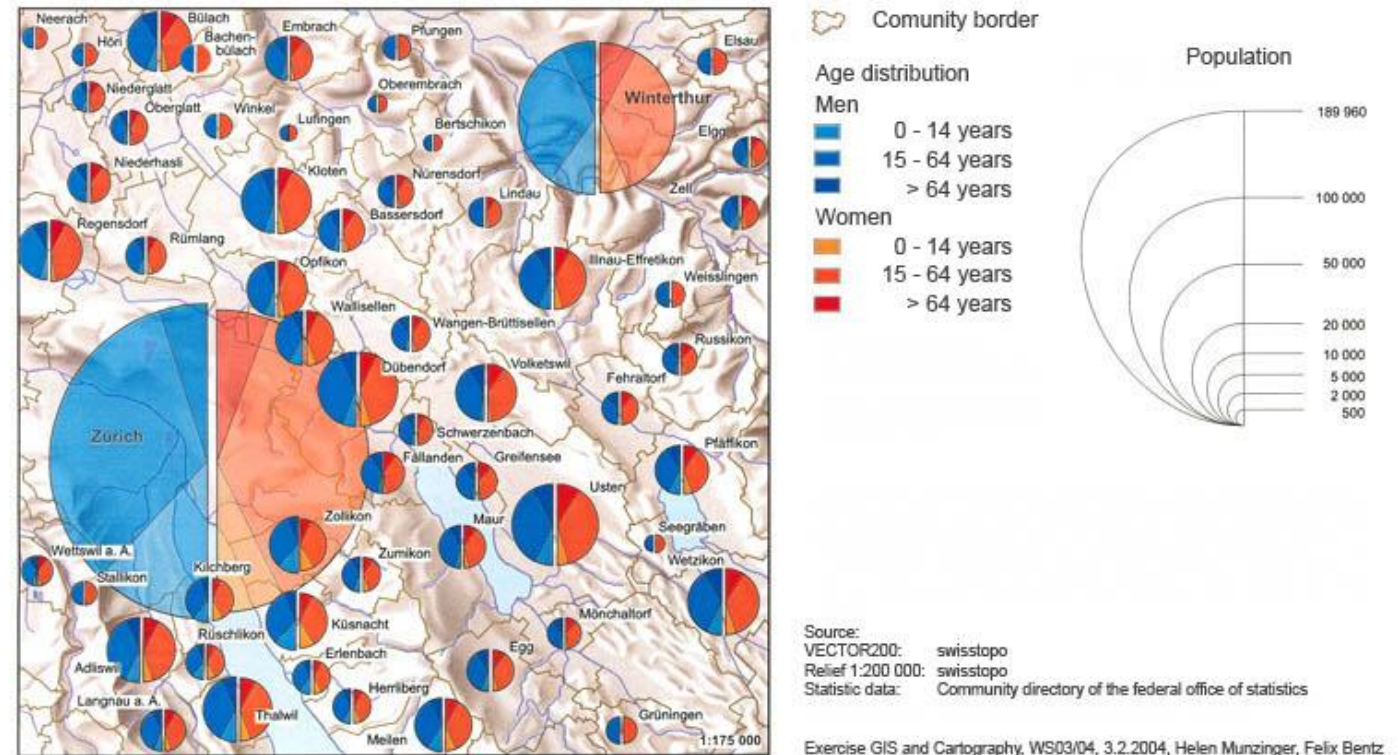 Neerach
Bülach
Höri
Bachen-
bülach
Embrach
Pfungen
Elsau
Niederglatt
Oberglatt
Winkel
Lufingen
Oberembrach
Bertschikon
Winterthur
Elgg
Niederhasli
Kloten
Nürensdorf
Bassersdorf
Lindau
Zell
Regensdorf
Rümlang
Opfikon
Illnau-Effretikon
Weisslingen
Wallisellen
Wangen-Brüttisellen
Russikon
Dübendorf
Volketswil
Fehraltorf
Zürich
Schwerzenbach
Fällanden
Greifensee
Pfäffikon
Uster
Zollikon
Maur
Seegräben
Wettswil a. A.
Stallikon
Kilchberg
Zumikon
Wetzikon
Rüschlikon
Küsnacht
Mönchaltorf
Adliswil
Erlenbach
Egg
Langnau a. A.
Thalwil
Herrliberg
Meilen
Grüningen
1:175 000
Comunity border
Age distribution
Men
0 - 14 years
15 - 64 years
> 64 years
Women
0 - 14 years
15 - 64 years
> 64 years
Population
189 960
100 000
50 000
20 000
10 000
5 000
2 000
500
Source:
VECTOR200: swisstopo
Relief 1:200 000: swisstopo
Statistic data: Community directory of the federal office of statistics
Exercise GIS and Cartography, WS03/04, 3.2.2004, Helen Munzinger, Felix Bentz